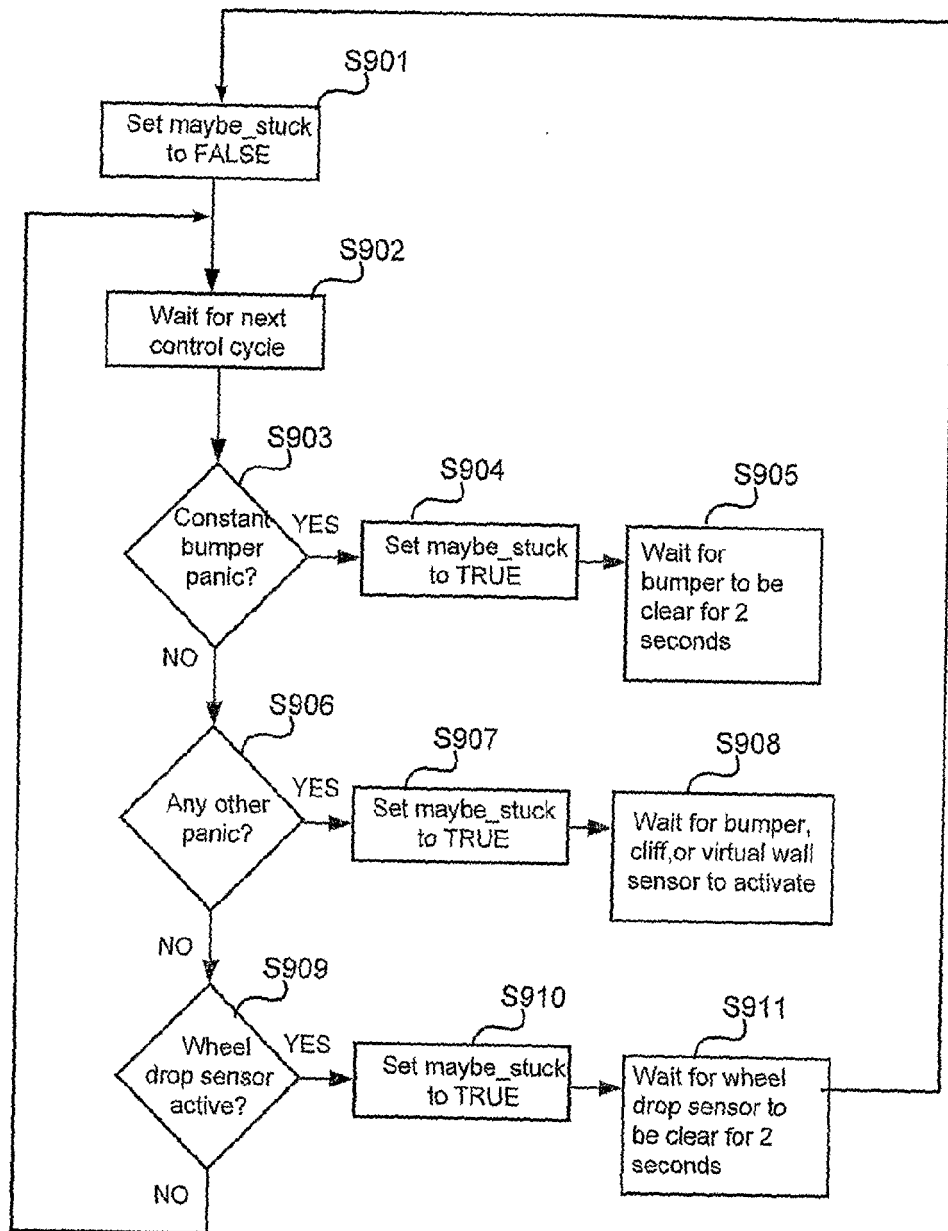 S901
Set maybe_stuck
to FALSE
S902
Wait for next
control cycle
S903
Constant
bumper
panic?
YES
NO
S904
Set maybe_stuck
to TRUE
S905
Wait for
bumper to be
clear for 2
seconds
S906
Any other
panic?
YES
NO
S907
Set maybe_stuck
to TRUE
S908
Wait for bumper,
cliff,or virtual wall
sensor to activate
S909
Wheel
drop sensor
active?
YES
NO
S910
Set maybe_stuck
to TRUE
S911
Wait for wheel
drop sensor to
be clear for 2
seconds